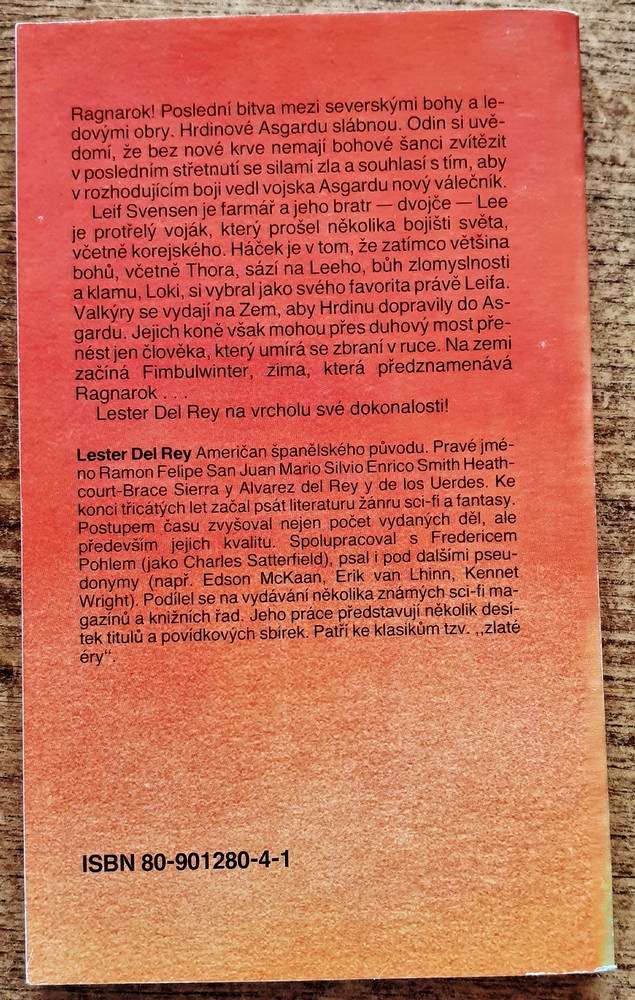 Ragnarok! Poslední bitva mezi severskými bohy a le-
dovými obry. Hrdinové Asgardu slábnou. Odin si uvě-
domí, že bez nové krve nemají bohové šanci zvítězit
v posledním střetnutí se silami zla a souhlasí s tím, aby
v rozhodujícím boji vedl vojska Asgardu nový válečník.
Leif Svensen je farmář a jeho bratr — dvojče — Lee
je protřelý voják, který prošel několika bojišti světa,
včetně korejského. Háček je v tom, že zatímco většina
bohů, včetně Thora, sází na Leeho, bůh zlomyslnosti
a klamu, Loki, si vybral jako svého favorita právě Leifa.
Valkýry se vydají na Zem, aby Hrdinu dopravily do As-
gardu. Jejich koně však mohou přes duhový most pře-
nést jen člověka, který umírá se zbraní v ruce. Na zemi
začíná Fimbulwinter, zima, která předznamenává
Ragnarok . . .
Lester Del Rey na vrcholu své dokonalosti!
Lester Del Rey Američan španělského původu. Pravé jmé-
no Ramon Felipe San Juan Mario Silvio Enrico Smith Heath-
court-Brace Sierra y Alvarez del Rey y de los Uerdes. Ke
konci třicátých let začal psát literaturu žánru sci-fi a fantasy.
Postupem času zvyšoval nejen počet vydaných děl, ale
především jejich kvalitu. Spolupracoval s Fredericem
Pohlem (jako Charles Satterfield), psal i pod dalšími pseu-
donymy (např. Edson McKaan, Erik van Lhinn, Kennet
Wright). Podílel se na vydávání několika známých sci-fi ma-
gazínů a knižních řad. Jeho práce představují několik desí-
tek titulů a povídkových sbírek. Patří ke klasikům tzv. ,,zlaté
éry“.
ISBN 80-901280-4-1